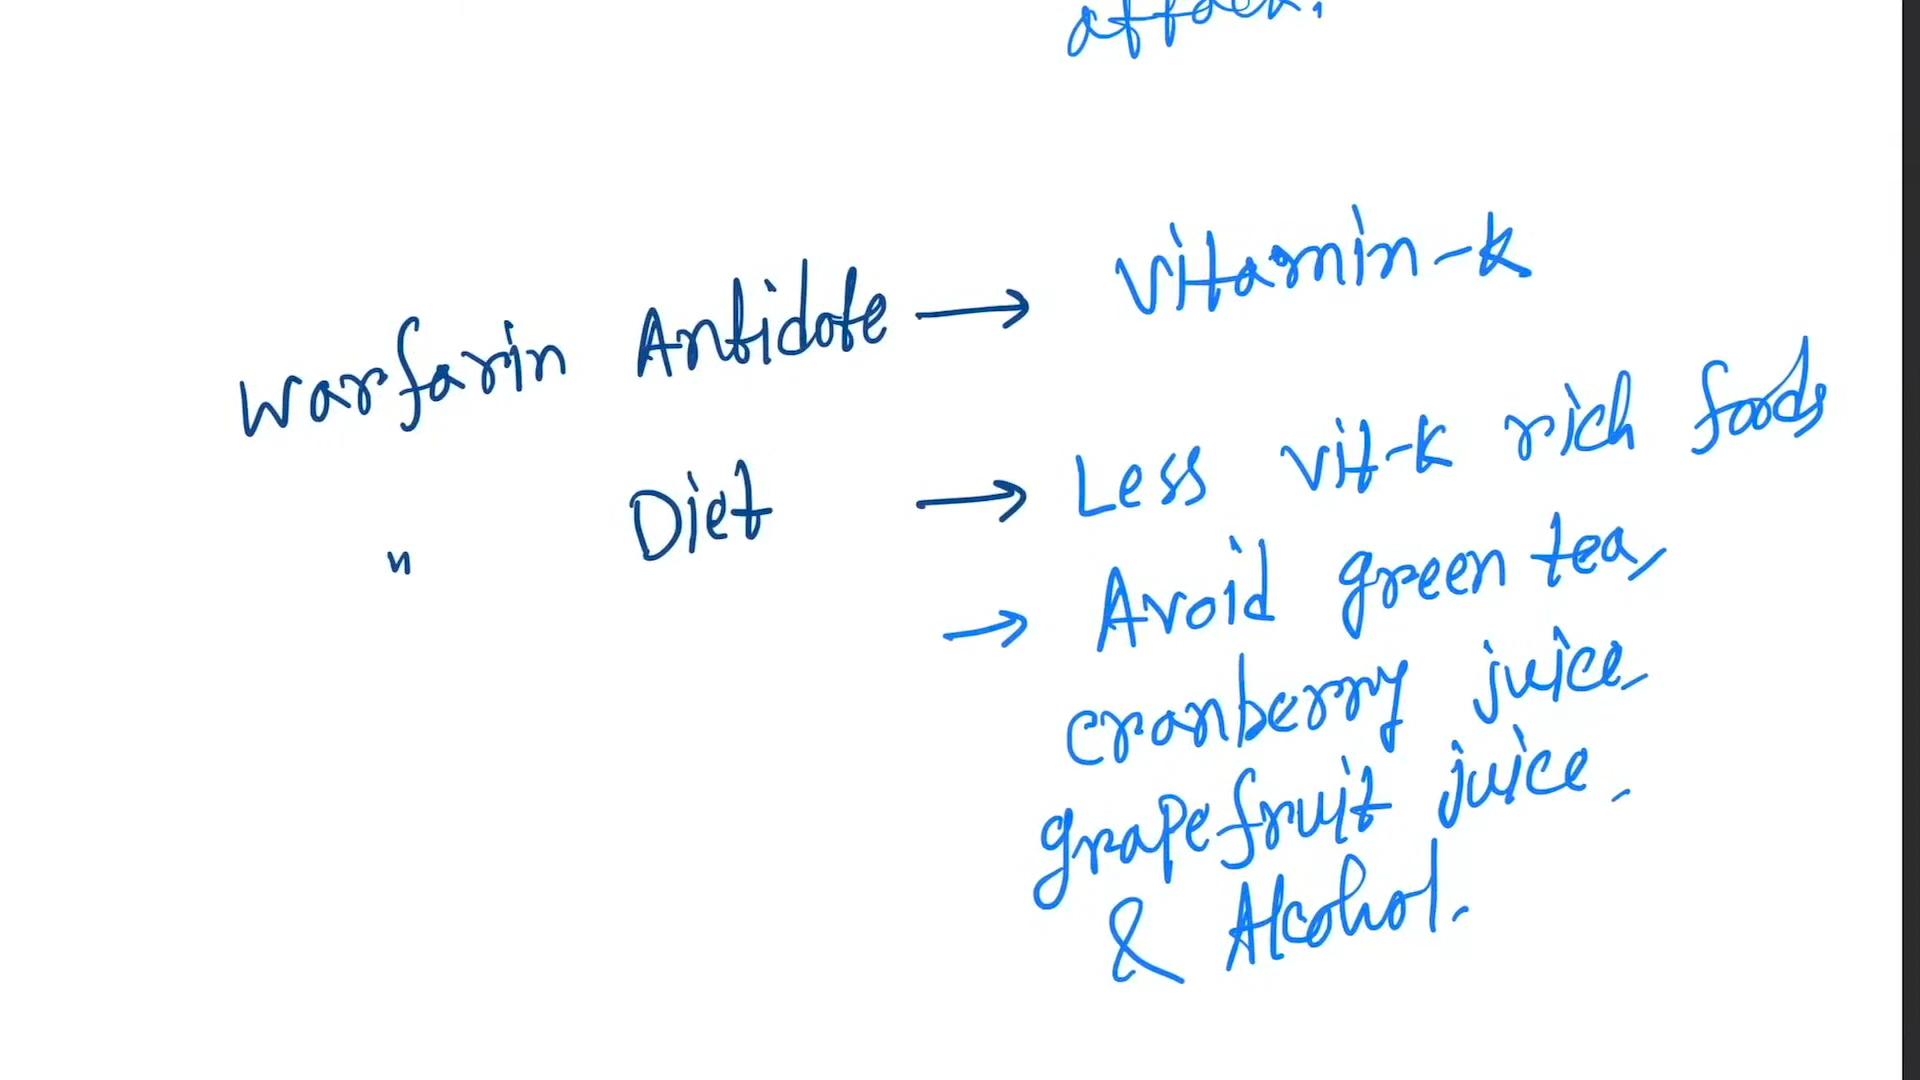 Warfarin Antidote → Vitamin-K
" Diet → Less vit-K rich foods
→ Avoid green tea,
cranberry juice,
grapefruit juice,
& Alcohol.